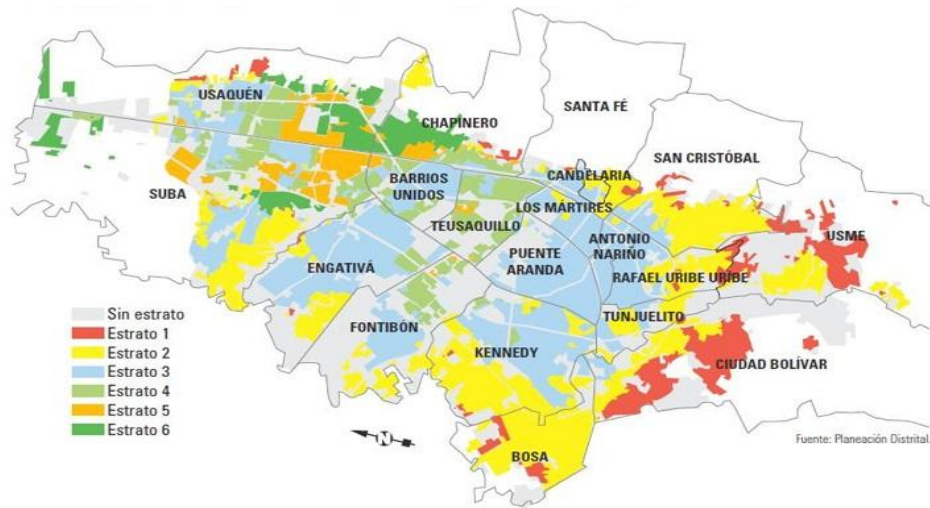 USAQUÉN
CHAPINERO
SANTA FÉ
SAN CRISTÓBAL
SUBA
BARRIOS
UNIDOS
CANDELARIA
LOS MÁRTIRES
TEUSAQUILLO
USME
ENGATIVÁ
PUENTE
ARANDA
ANTONIO
NARIÑO
RAFAEL URIBE URIBE
FONTIBÓN
TUNJUELITO
KENNEDY
CIUDAD BOLÍVAR
BOSA
Sin estrato
Estrato 1
Estrato 2
Estrato 3
Estrato 4
Estrato 5
Estrato 6
N
Fuente: Planeación Distrital